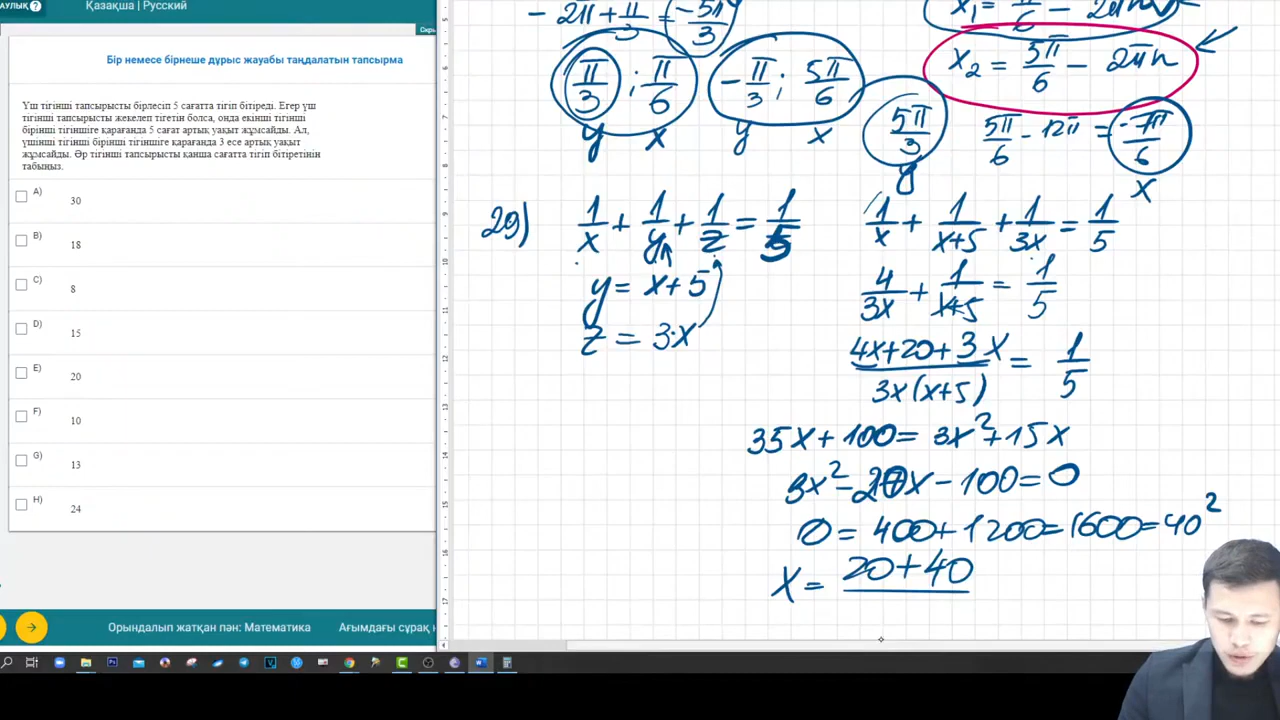 АУЛЫҚ ?
Қазақша | Русский
Бір немесе бірнеше дұрыс жауабы таңдалатын тапсырма
Үш тігінші тапсырысты бірлесіп 5 сағатта тігіп бітіреді. Егер үш
тігінші тапсырысты жекелеп тігетін болса, онда екінші тігінші
бірінші тігіншіге қарағанда 5 сағат артық уақыт жұмсайды. Ал,
үшінші тігінші бірінші тігіншіге қарағанда 3 есе артық уақыт
жұмсайды. Әр тігінші тапсырысты қанша сағатта тігіп бітіретінін
табыңыз.
A) 30
B) 18
C) 8
D) 15
E) 20
F) 10
G) 13
H) 24
Орындалып жатқан пән: Математика
Ағымдағы сұрақ н
- 2π + π/3 = -5π/3
π/3 ; π/6
y x
-π/3 ; 5π/6
y x
x₂ = 5π/6 - 2πn
5π/3
y
5π/6 - 12π = -7π/6
x
29) 1/x + 1/y + 1/z = 1/5
y = x+5
z = 3·x
1/x + 1/(x+5) + 1/3x = 1/5
4/3x + 1/(x+5) = 1/5
(4x+20+3x)/(3x(x+5)) = 1/5
35x+100 = 3x²+15x
3x² - 20x - 100 = 0
D = 400+1200=1600=40²
x = 20+40